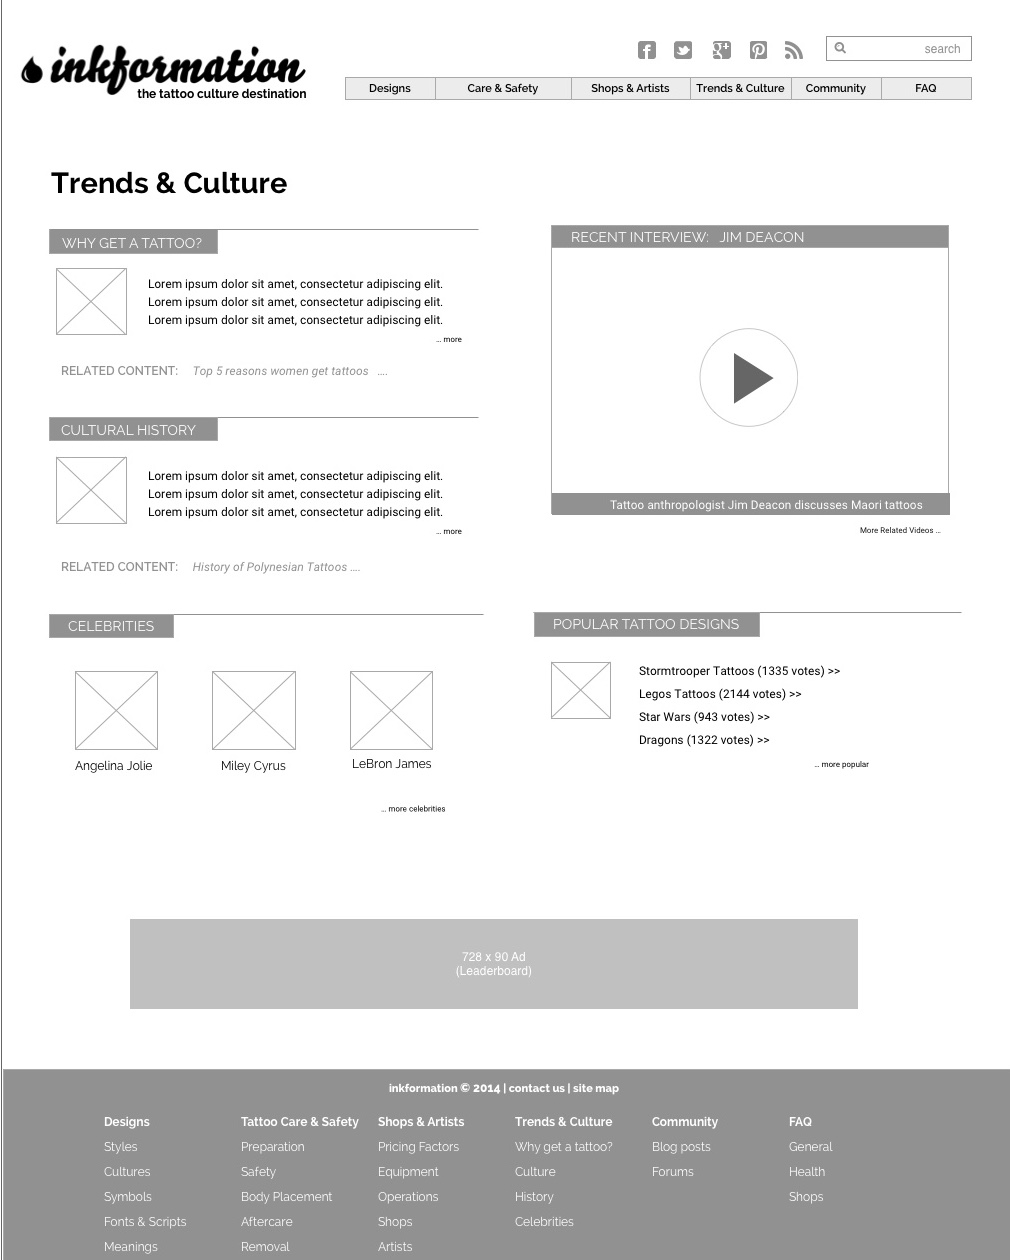 inkformation
the tattoo culture destination
search
Designs Care & Safety Shops & Artists Trends & Culture Community FAQ
Trends & Culture
WHY GET A TATTOO?
Lorem ipsum dolor sit amet, consectetur adipiscing elit.
Lorem ipsum dolor sit amet, consectetur adipiscing elit.
Lorem ipsum dolor sit amet, consectetur adipiscing elit.
... more
RELATED CONTENT: Top 5 reasons women get tattoos ....
CULTURAL HISTORY
Lorem ipsum dolor sit amet, consectetur adipiscing elit.
Lorem ipsum dolor sit amet, consectetur adipiscing elit.
Lorem ipsum dolor sit amet, consectetur adipiscing elit.
... more
RELATED CONTENT: History of Polynesian Tattoos ....
RECENT INTERVIEW: JIM DEACON
Tattoo anthropologist Jim Deacon discusses Maori tattoos
More Related Videos ...
CELEBRITIES
Angelina Jolie Miley Cyrus LeBron James
... more celebrities
POPULAR TATTOO DESIGNS
Stormtrooper Tattoos (1335 votes) >>
Legos Tattoos (2144 votes) >>
Star Wars (943 votes) >>
Dragons (1322 votes) >>
... more popular
728 x 90 Ad
(Leaderboard)
inkformation © 2014 | contact us | site map
Designs Tattoo Care & Safety Shops & Artists Trends & Culture Community FAQ
Styles Preparation Pricing Factors Why get a tattoo? Blog posts General
Cultures Safety Equipment Culture Forums Health
Symbols Body Placement Operations History Shops
Fonts & Scripts Aftercare Shops Celebrities
Meanings Removal Artists